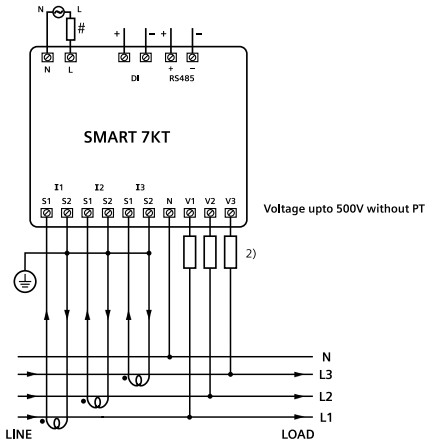 N L
#
+ − + −
N L + −
DI RS485
SMART 7KT
I1 I2 I3
S1 S2 S1 S2 S1 S2 N V1 V2 V3
Voltage upto 500V without PT
2)
N
L3
L2
L1
LINE LOAD